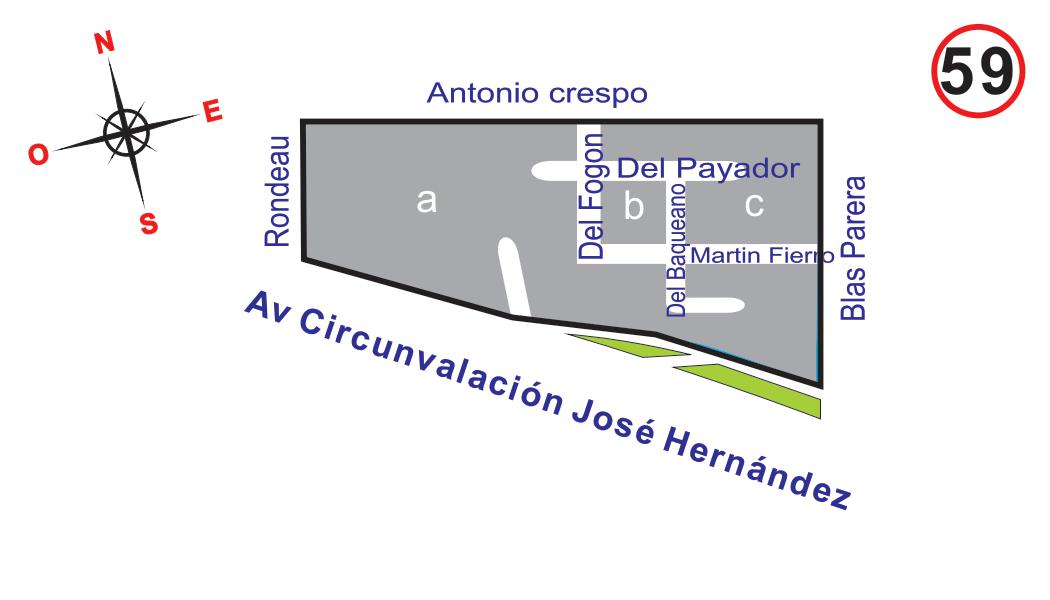 N
E
O
S
59
Antonio crespo
Rondeau
Del Fogon
Del Payador
a
b
c
Del Baqueano
Martin Fierro
Blas Parera
Av Circunvalación José Hernández